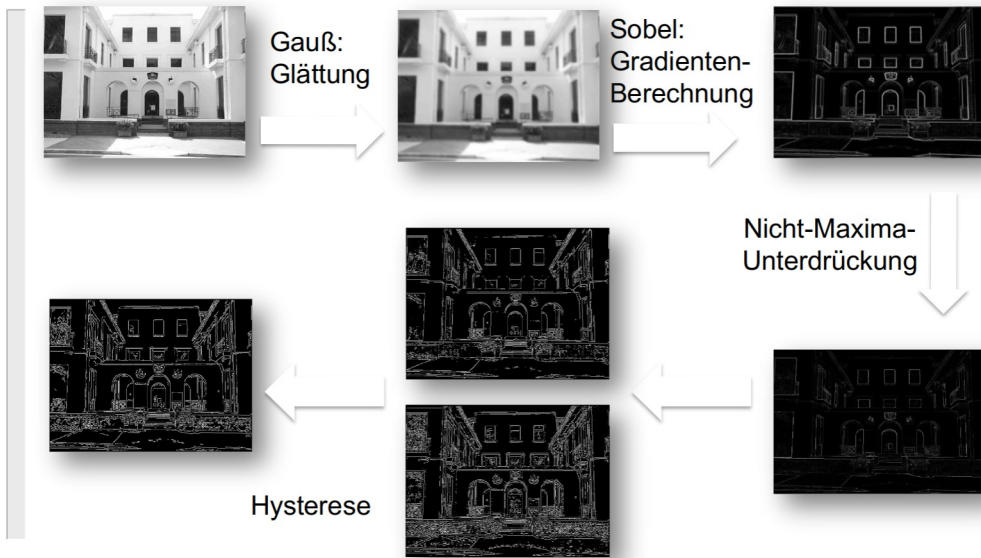 Gauß:
Glättung
Sobel:
Gradienten-
Berechnung
Nicht-Maxima-
Unterdrückung
Hysterese